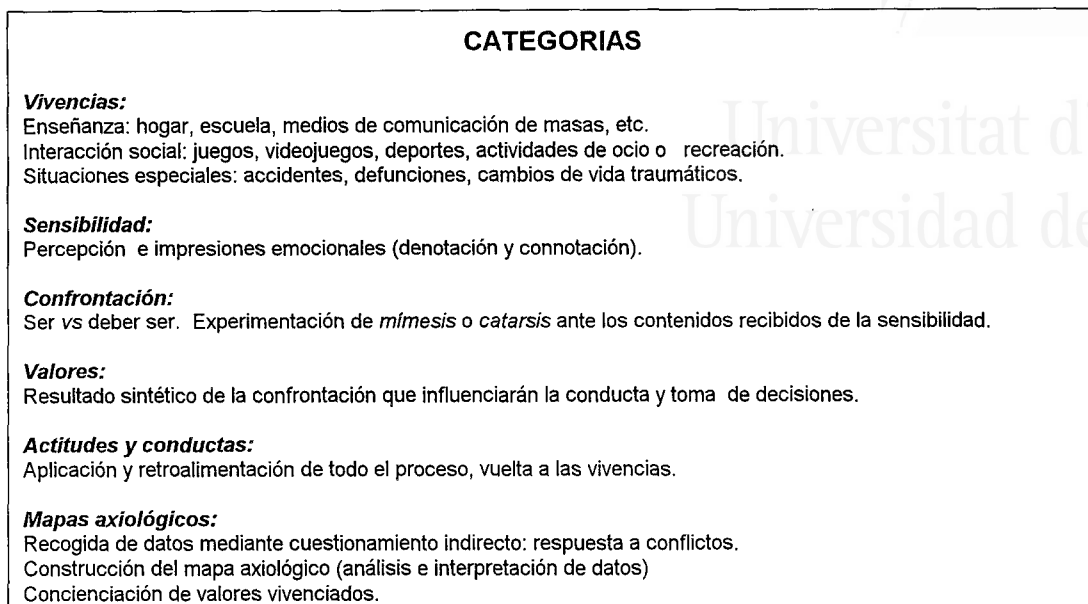 CATEGORIAS
Vivencias:
Enseñanza: hogar, escuela, medios de comunicación de masas, etc.
Interacción social: juegos, videojuegos, deportes, actividades de ocio o recreación.
Situaciones especiales: accidentes, defunciones, cambios de vida traumáticos.
Universitat d
Sensibilidad:
Percepción e impresiones emocionales (denotación y connotación).
Universidad de
Confrontación:
Ser vs deber ser. Experimentación de mímesis o catarsis ante los contenidos recibidos de la sensibilidad.
Valores:
Resultado sintético de la confrontación que influenciarán la conducta y toma de decisiones.
Actitudes y conductas:
Aplicación y retroalimentación de todo el proceso, vuelta a las vivencias.
Mapas axiológicos:
Recogida de datos mediante cuestionamiento indirecto: respuesta a conflictos.
Construcción del mapa axiológico (análisis e interpretación de datos)
Concienciación de valores vivenciados.